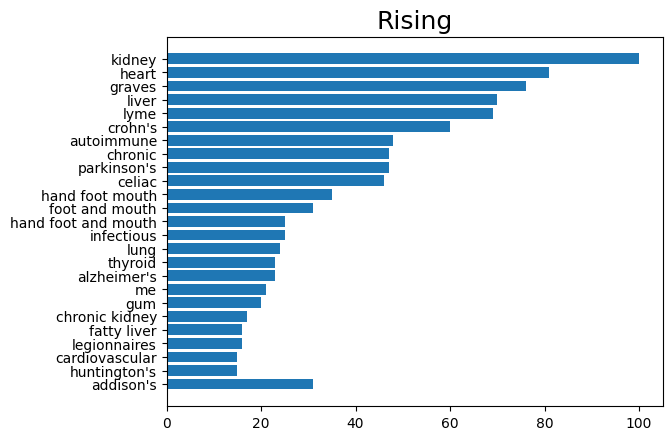 Rising
kidney
heart
graves
liver
lyme
crohn's
autoimmune
chronic
parkinson's
celiac
hand foot mouth
foot and mouth
hand foot and mouth
infectious
lung
thyroid
alzheimer's
me
gum
chronic kidney
fatty liver
legionnaires
cardiovascular
huntington's
addison's
0 20 40 60 80 100